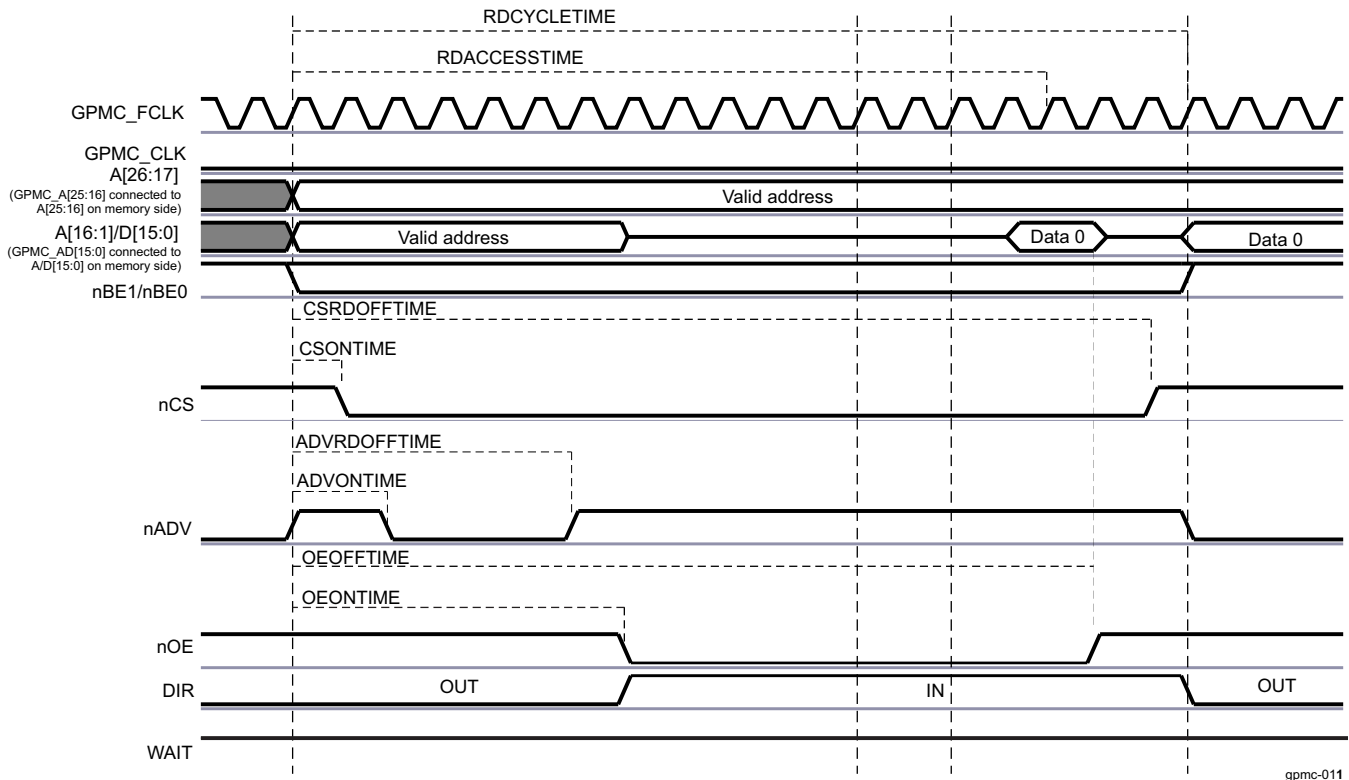 RDCYCLETIME
RDACCESSTIME
GPMC_FCLK
GPMC_CLK
A[26:17]
(GPMC_A[25:16] connected to
A[25:16] on memory side)
Valid address
A[16:1]/D[15:0]
(GPMC_AD[15:0] connected to
A/D[15:0] on memory side)
Valid address
Data 0
Data 0
nBE1/nBE0
CSRDOFFTIME
CSONTIME
nCS
ADVRDOFFTIME
ADVONTIME
nADV
OEOFFTIME
OEONTIME
nOE
DIR
OUT
IN
OUT
WAIT
gpmc-011